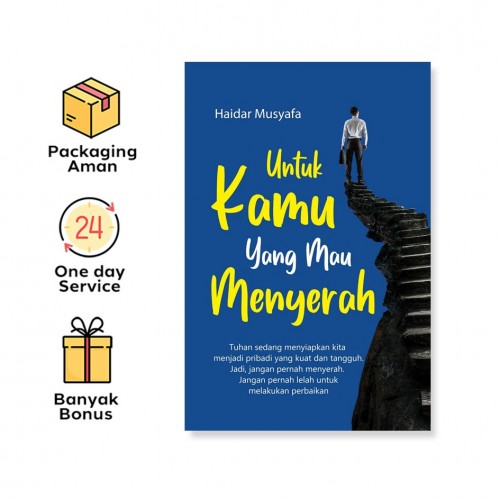 Packaging
Aman
24
One day
Service
Banyak
Bonus
Haidar Musyafa
Untuk
Kamu
Yang Mau
Menyerah
Tuhan sedang menyiapkan kita
menjadi pribadi yang kuat dan tangguh.
Jadi, jangan pernah menyerah.
Jangan pernah lelah untuk
melakukan perbaikan